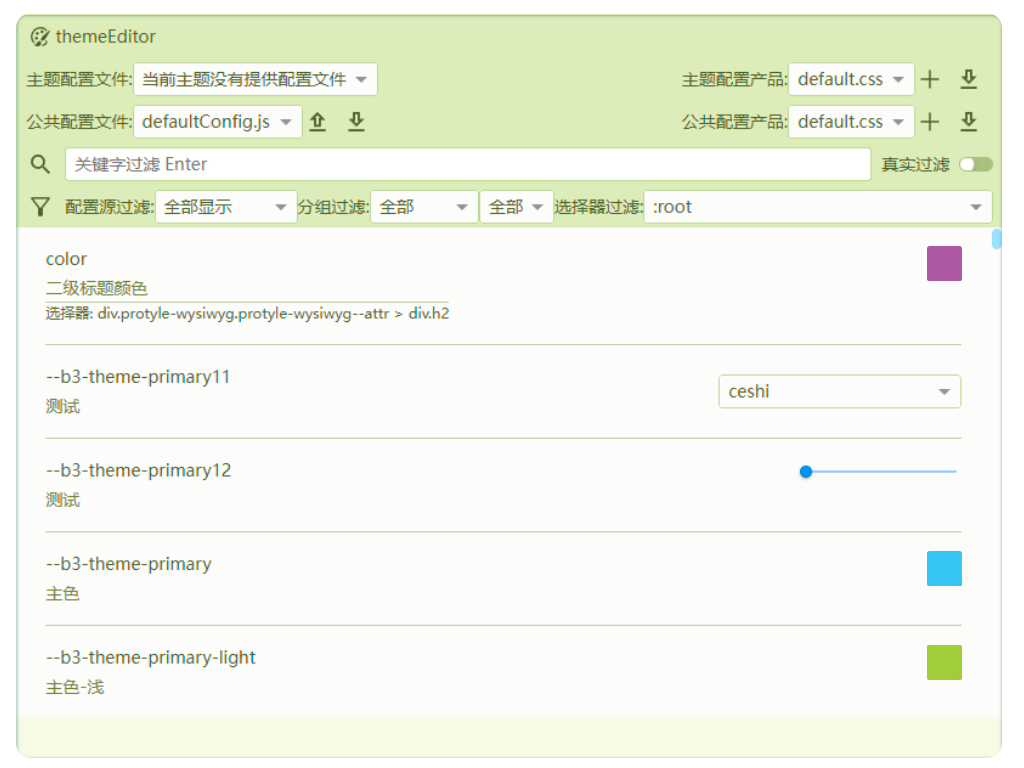 themeEditor
主题配置文件: 当前主题没有提供配置文件 主题配置产品: default.css
公共配置文件: defaultConfig.js 公共配置产品: default.css
关键字过滤 Enter 真实过滤
配置源过滤: 全部显示 分组过滤: 全部 全部 选择器过滤: :root
color
二级标题颜色
选择器: div.protyle-wysiwyg.protyle-wysiwyg--attr > div.h2
--b3-theme-primary11
测试
ceshi
--b3-theme-primary12
测试
--b3-theme-primary
主色
--b3-theme-primary-light
主色-浅